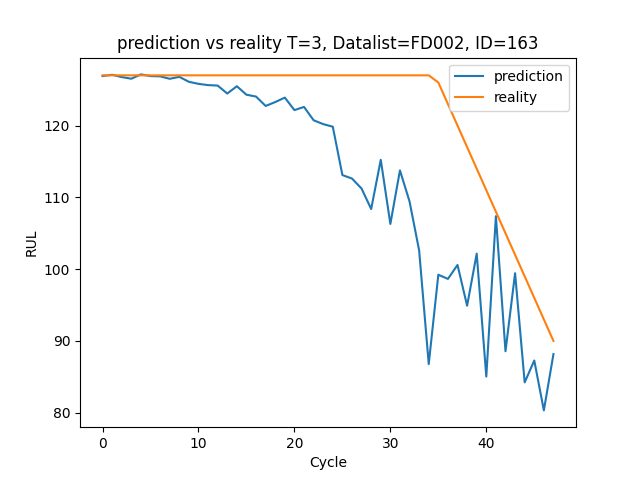 prediction vs reality T=3, Datalist=FD002, ID=163
prediction
reality
RUL
120
110
100
90
80
0 10 20 30 40
Cycle